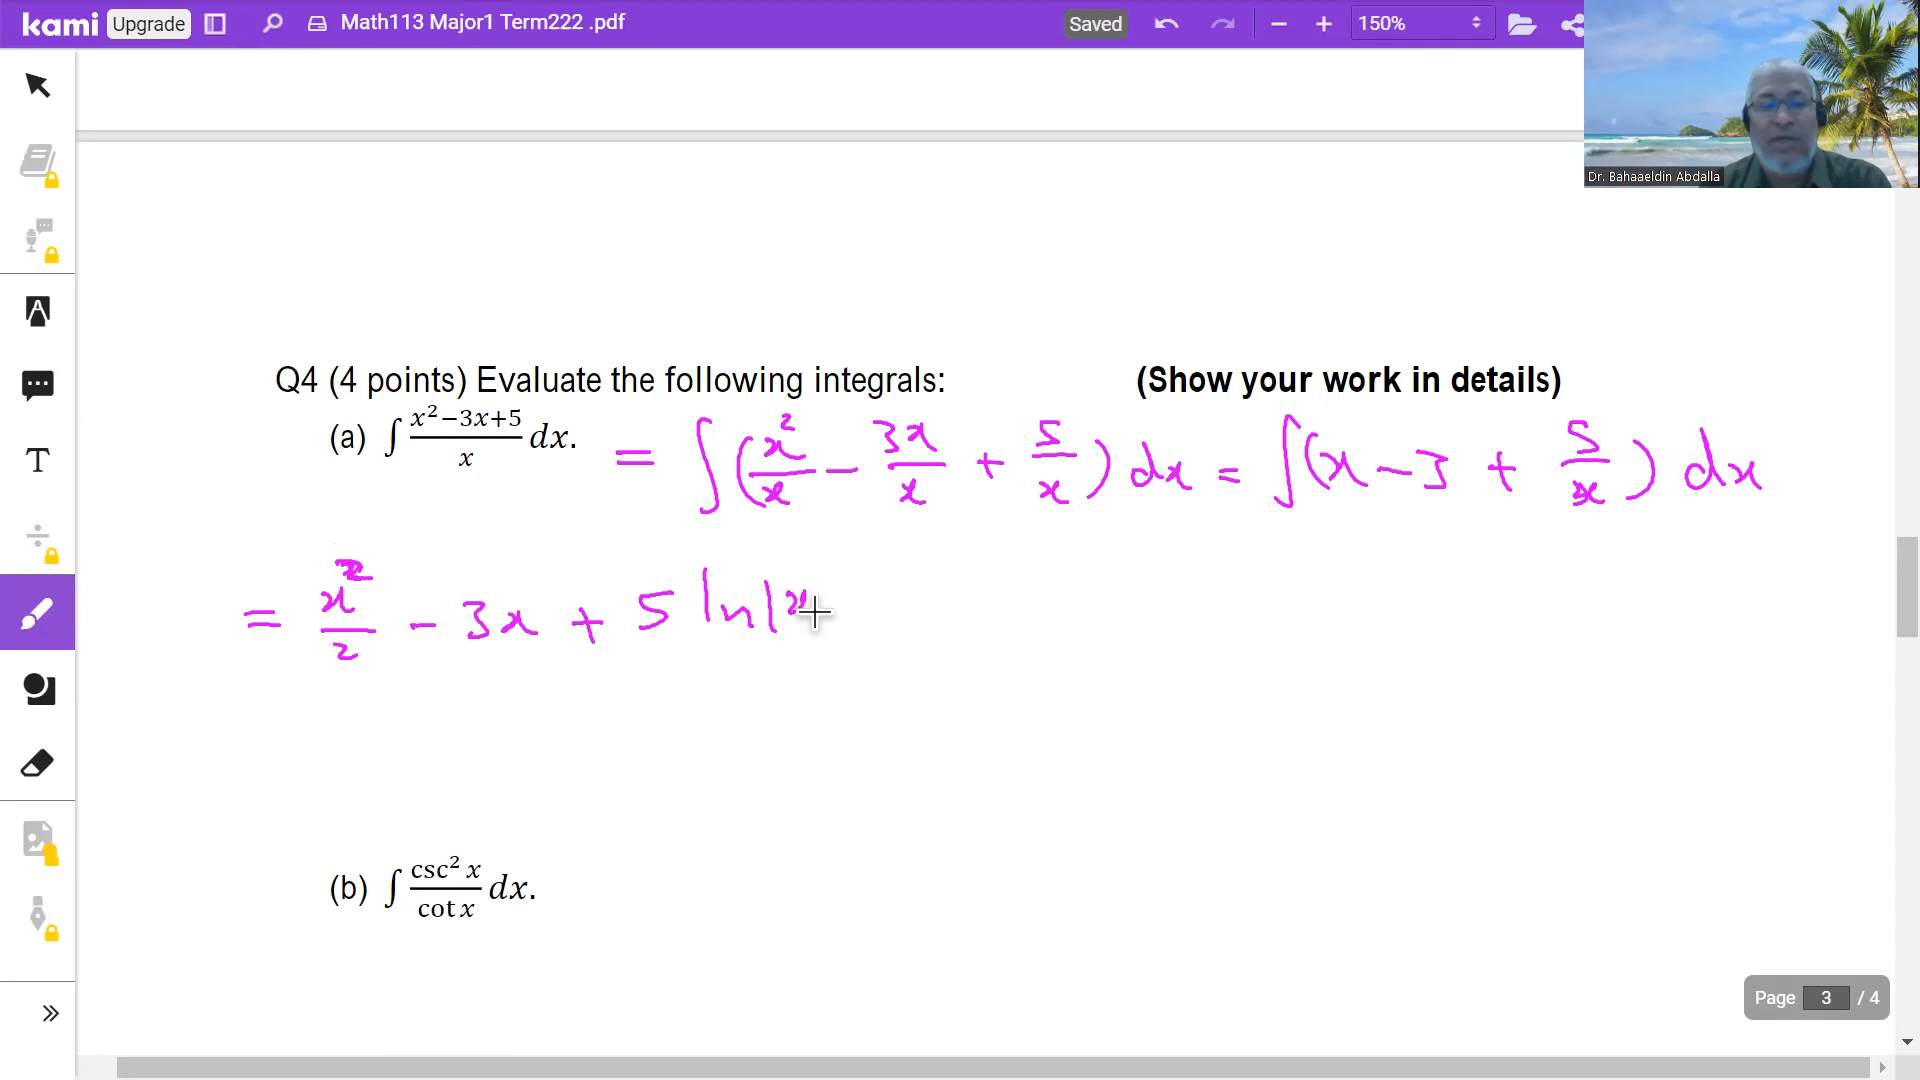 kami Upgrade Math113 Major1 Term222 .pdf Saved 150%
Dr. Bahaaeldin Abdalla
Q4 (4 points) Evaluate the following integrals: (Show your work in details)
(a) ∫ (x²−3x+5)/x dx. = ∫ (x²/x − 3x/x + 5/x) dx = ∫ (x − 3 + 5/x) dx
= x²/2 − 3x + 5 ln|x
(b) ∫ csc² x/cot x dx.
Page 3 / 4